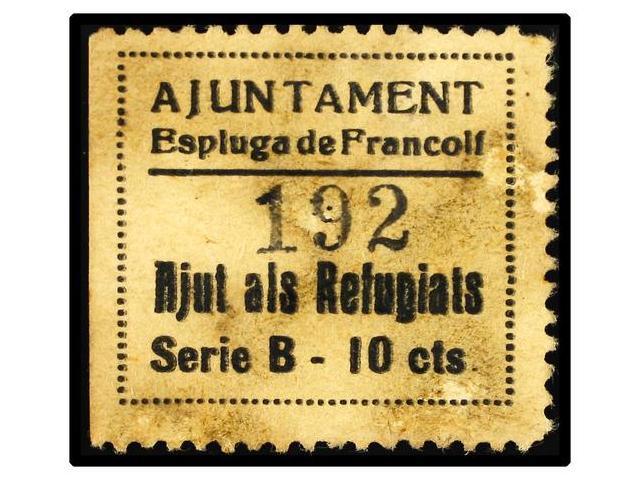 AJUNTAMENT
Espluga de Francolí
192
Ajut als Refugiats
Serie B - 10 cts.